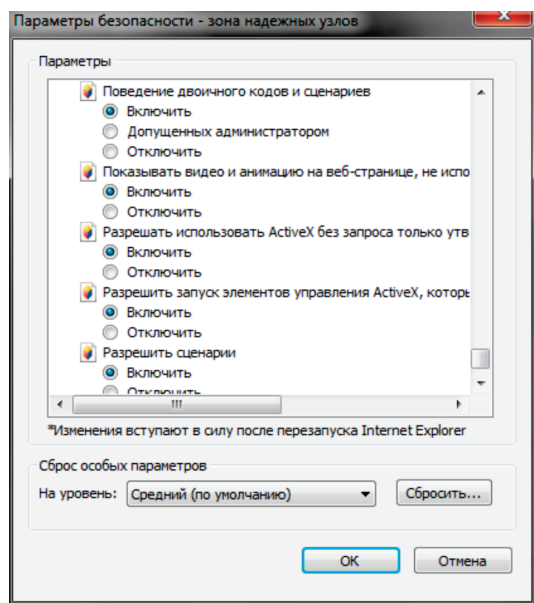 Параметры безопасности - зона надежных узлов
Параметры
Поведение двоичного кодов и сценариев
Включить
Допущенных администратором
Отключить
Показывать видео и анимацию на веб-странице, не испо
Включить
Отключить
Разрешать использовать ActiveX без запроса только утв
Включить
Отключить
Разрешить запуск элементов управления ActiveX, которы
Включить
Отключить
Разрешить сценарии
Включить
Отключить
*Изменения вступают в силу после перезапуска Internet Explorer
Сброс особых параметров
На уровень: Средний (по умолчанию) Сбросить...
ОК Отмена